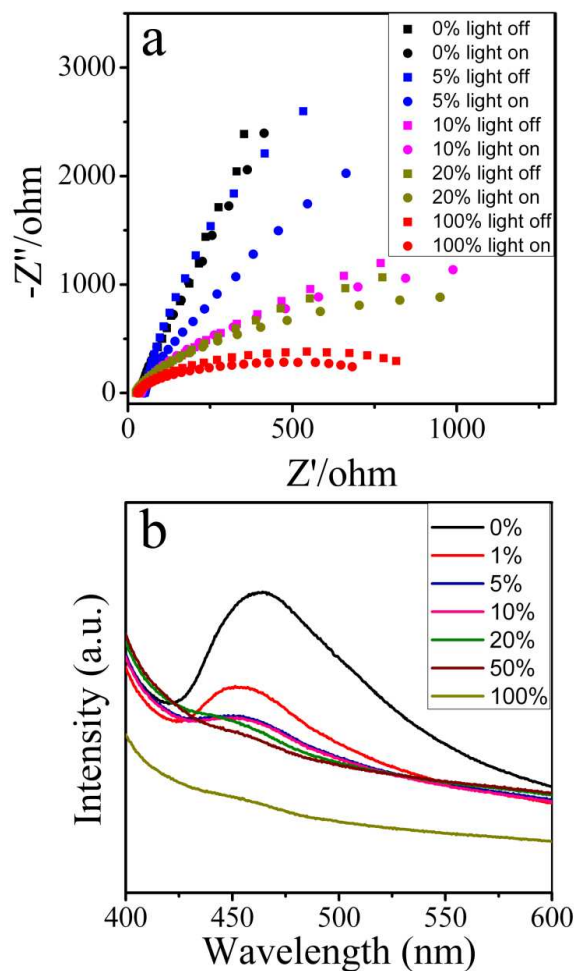 a
0% light off
0% light on
5% light off
5% light on
10% light off
10% light on
20% light off
20% light on
100% light off
100% light on
3000
2000
1000
0
-Z"/ohm
0 500 1000
Z'/ohm
b
0%
1%
5%
10%
20%
50%
100%
Intensity (a.u.)
400 450 500 550 600
Wavelength (nm)